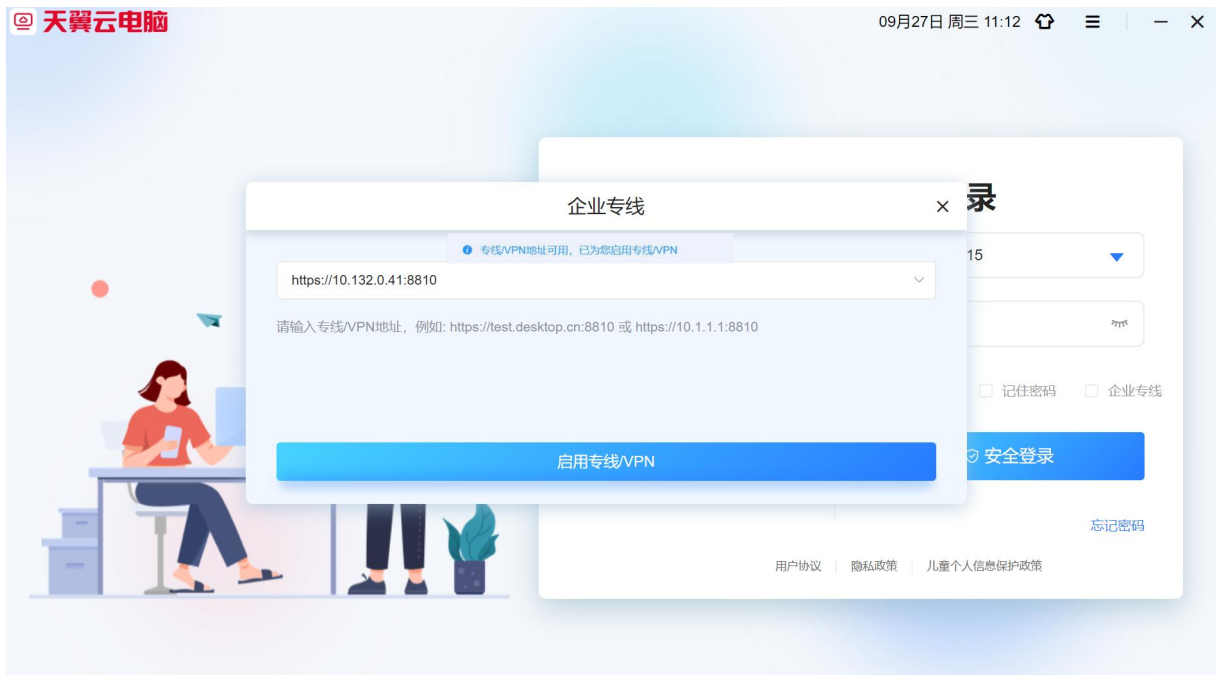 天翼云电脑
09月27日 周三 11:12
企业专线
录
专线/VPN地址可用，已为您启用专线/VPN
15
https://10.132.0.41:8810
请输入专线/VPN地址，例如: https://test.desktop.cn:8810 或 https://10.1.1.1:8810
记住密码
企业专线
启用专线/VPN
安全登录
忘记密码
用户协议
隐私政策
儿童个人信息保护政策